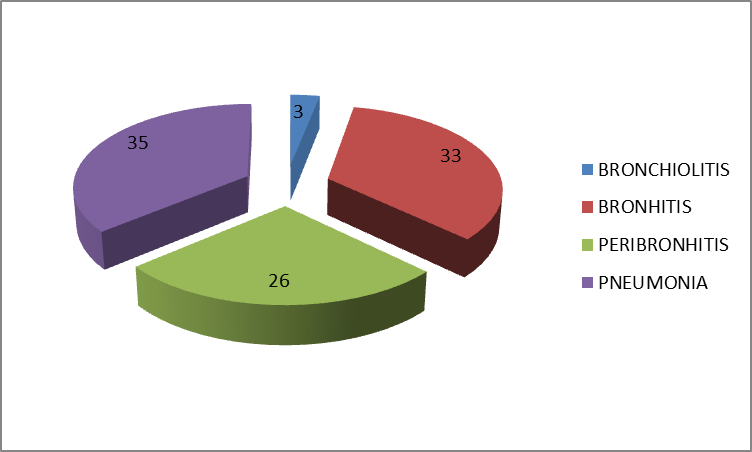 3
35
33
26
BRONCHIOLITIS
BRONHITIS
PERIBRONHITIS
PNEUMONIA